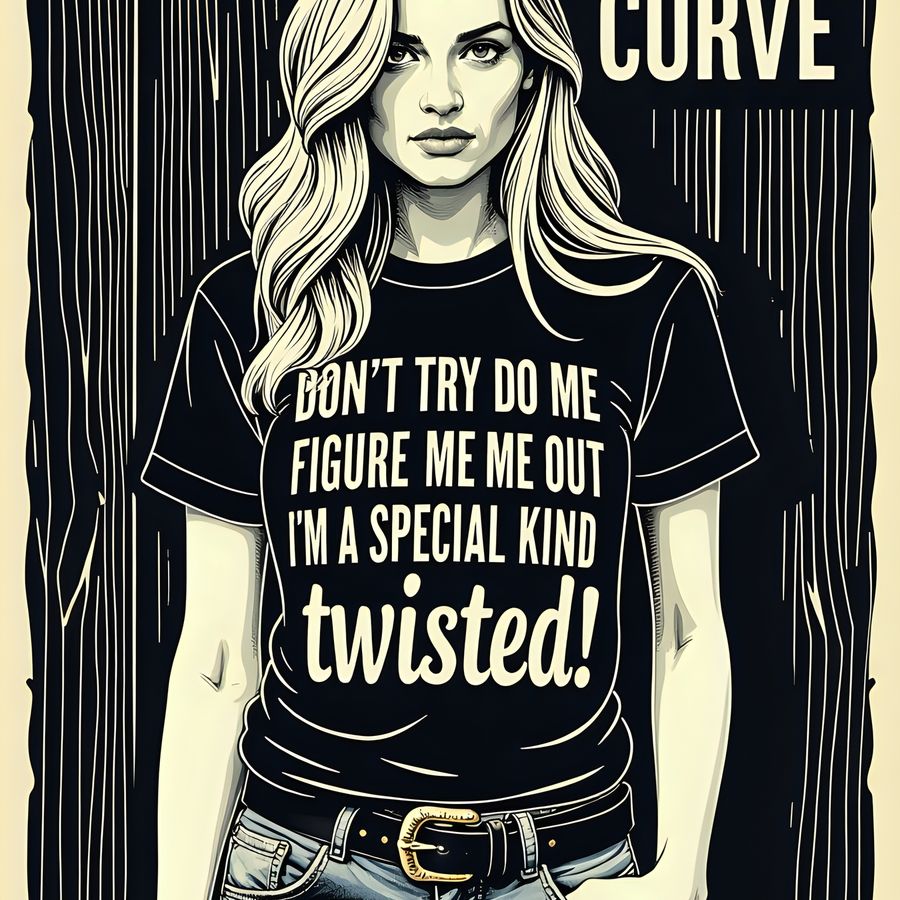 CURVE
DON'T TRY DO ME
FIGURE ME ME OUT
I'M A SPECIAL KIND
twisted!